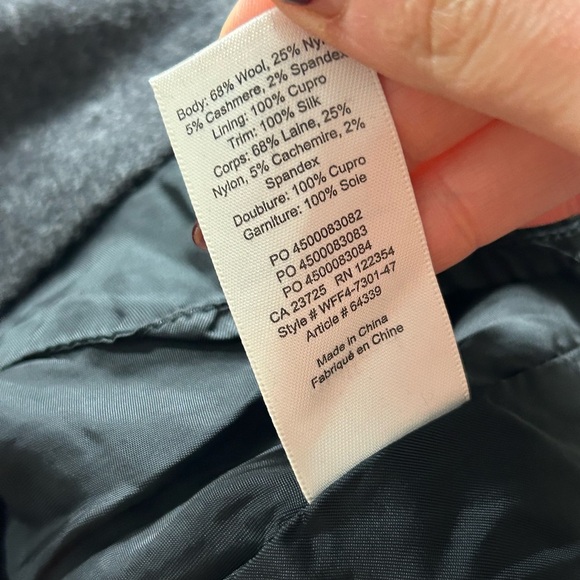 Body: 68% Wool, 25%
5% Cashmere, 2% Spandex
Lining: 100% Cupro
Trim: 100% Silk
Corps: 68% Laine, 25%
Nylon, 5% Cachemire, 2%
Spandex
Doublure: 100% Cupro
Garniture: 100% Soie
PO 4500083082
PO 4500083083
PO 4500083084
CA 23725 RN 122354
Style # WFF4-7301-47
Article # 64339
Made in China
Fabriqué en Chine